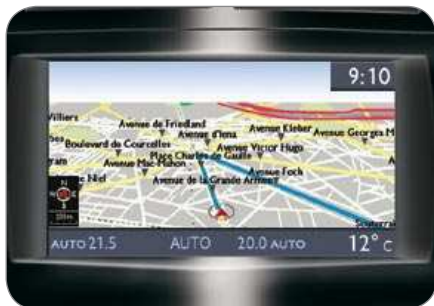 9:10
Villiers
Avenue de Friedland
Avenue d'Iena
Avenue Kleber
Avenue Georges M
Boulevard de Courcelles
Avenue Victor Hugo
Avenue Mac-Mahon
Place Charles de Gaulle
Avenue Foch
Avenue de la Grande Armee
Niel
N
S
AUTO 21.5 AUTO 20.0 AUTO 12° C